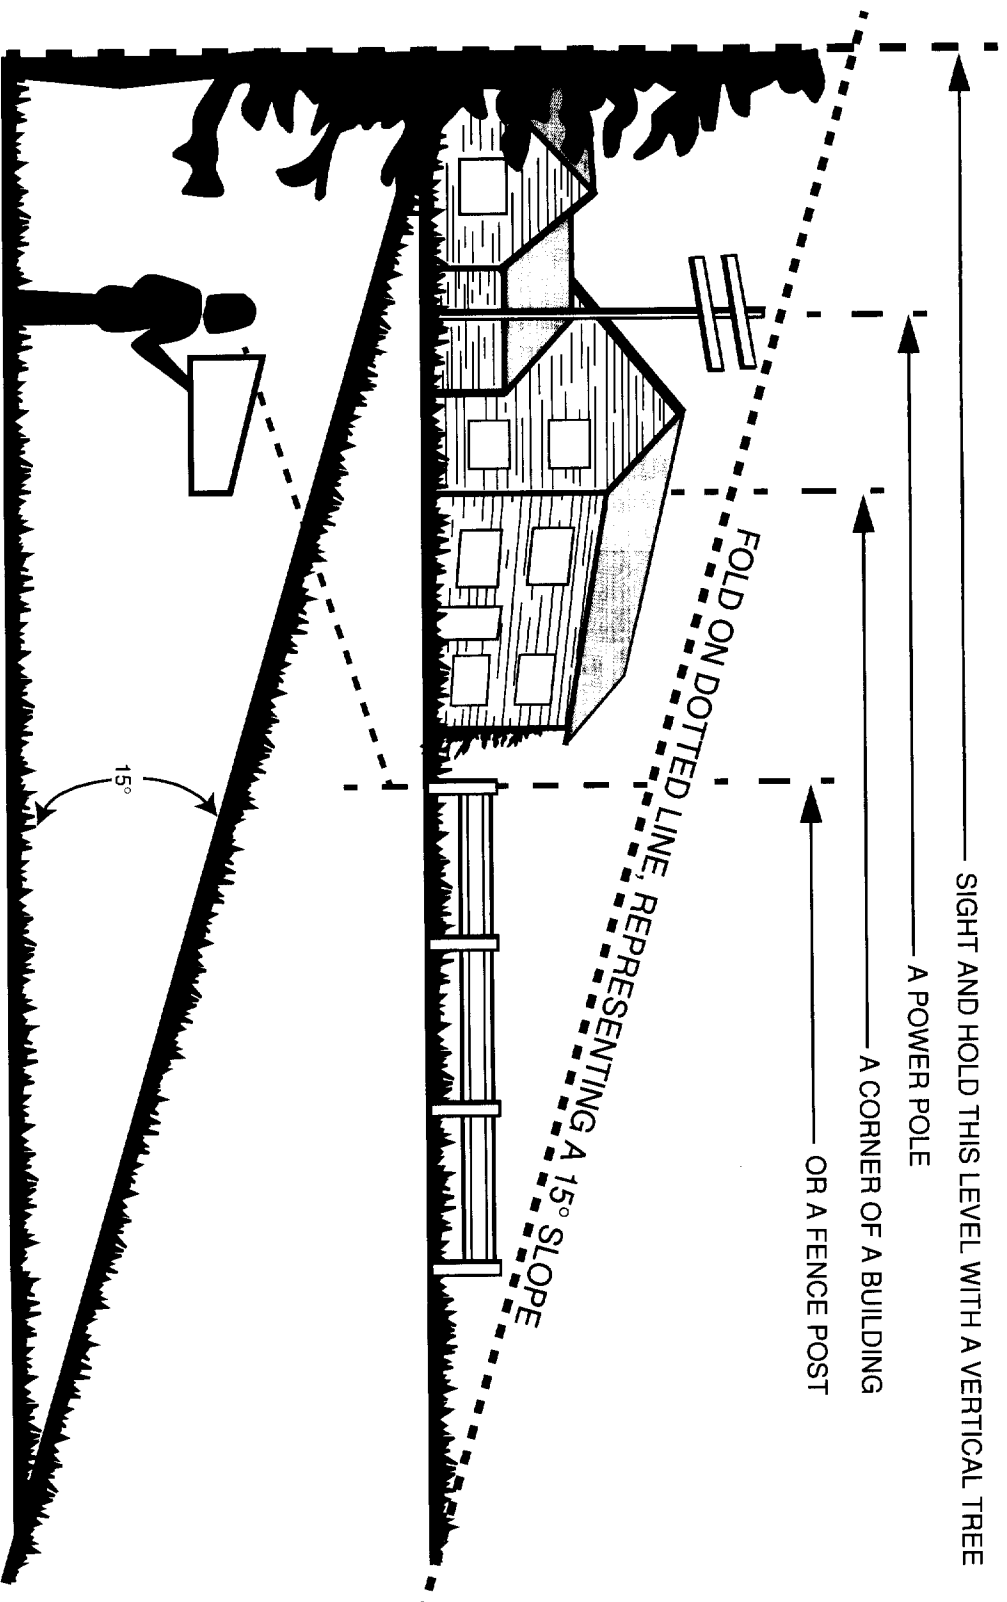 SIGHT AND HOLD THIS LEVEL WITH A VERTICAL TREE
A POWER POLE
A CORNER OF A BUILDING
OR A FENCE POST
FOLD ON DOTTED LINE, REPRESENTING A 15° SLOPE
15°